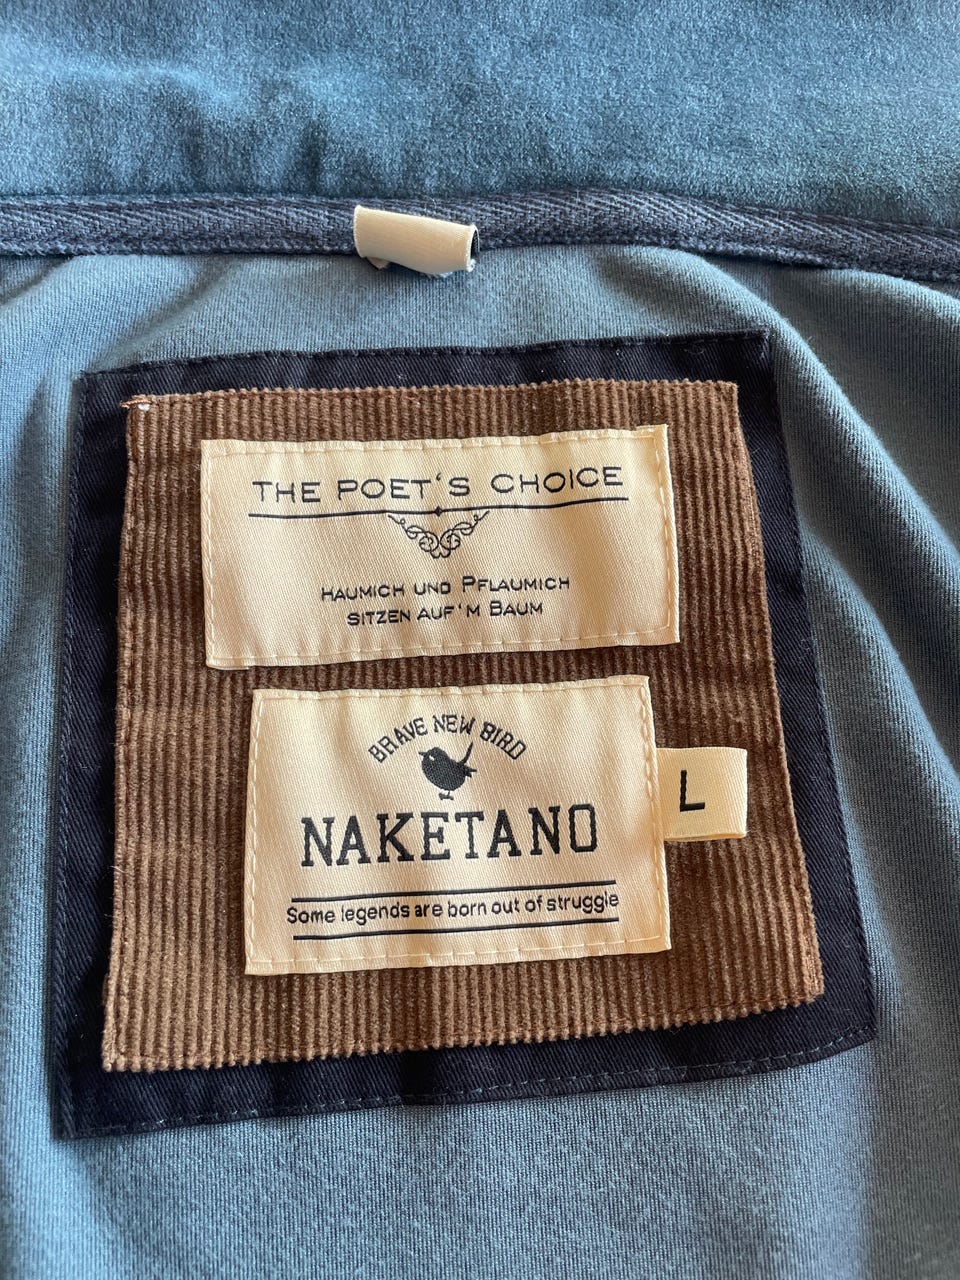 THE POET'S CHOICE
HAUMICH UND PFLAUMICH
SITZEN AUF'M BAUM
BRAVE NEW BIRD
NAKETANO
L
Some legends are born out of struggle